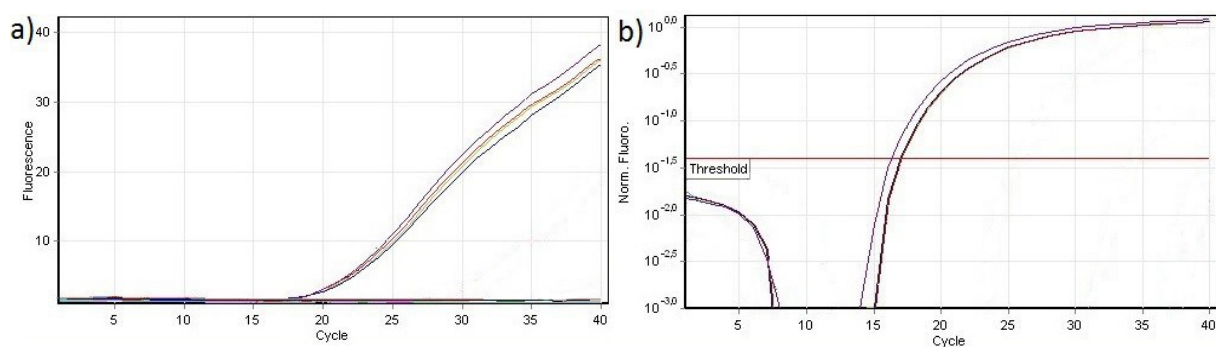 a)
Fluorescence
40
30
20
10
5 10 15 20 25 30 35 40
Cycle
b)
Norm. Fluoro.
10^0,0
10^-0,5
10^-1,0
10^-1,5
10^-2,0
10^-2,5
10^-3,0
Threshold
5 10 15 20 25 30 35 40
Cycle